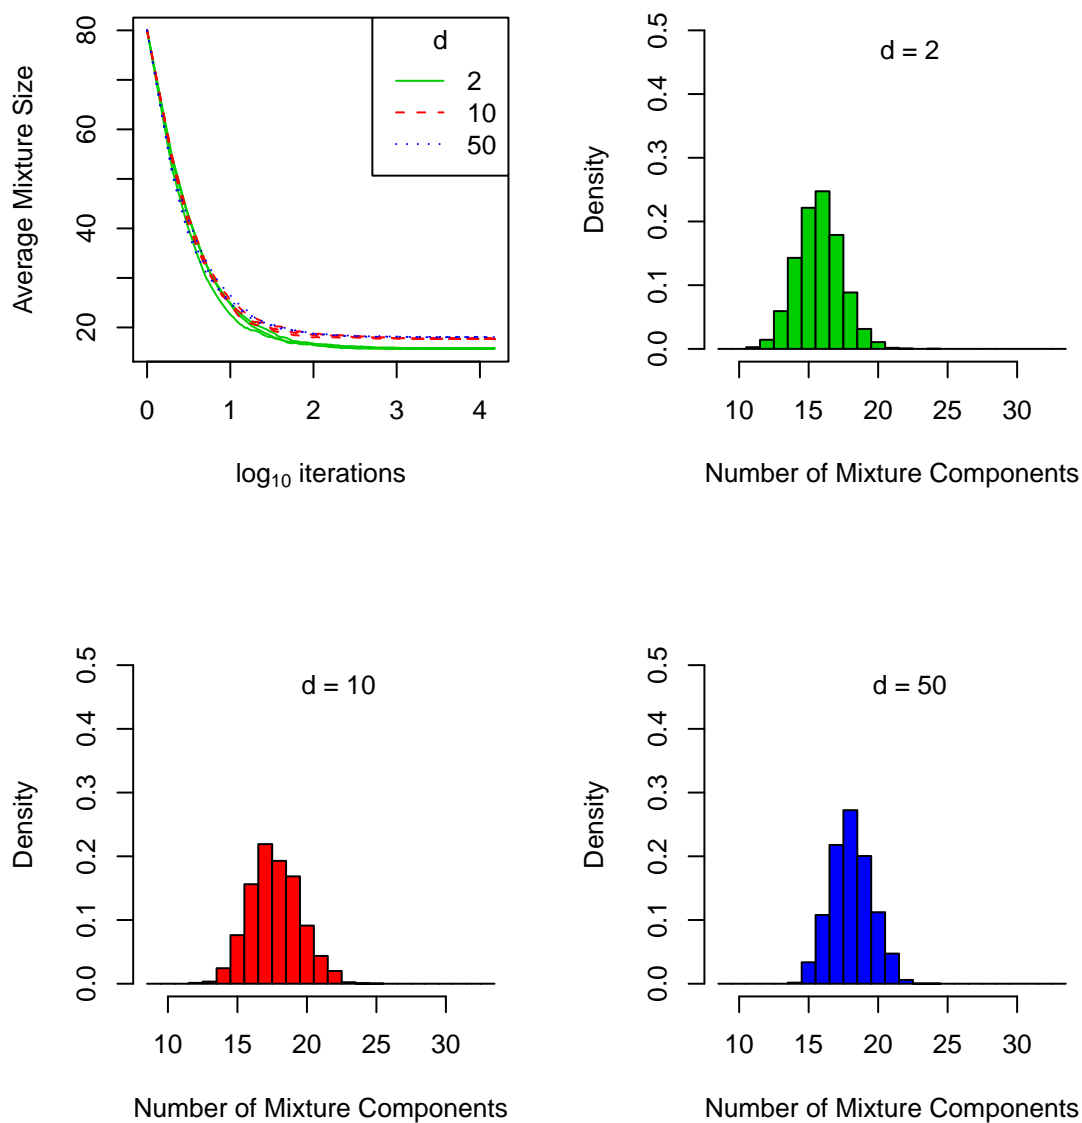 Average Mixture Size
80
60
40
20
0 1 2 3 4
log10 iterations
d
2
10
50
d = 2
Density
0.5
0.4
0.3
0.2
0.1
0.0
10 15 20 25 30
Number of Mixture Components
d = 10
Density
0.5
0.4
0.3
0.2
0.1
0.0
10 15 20 25 30
Number of Mixture Components
d = 50
Density
0.5
0.4
0.3
0.2
0.1
0.0
10 15 20 25 30
Number of Mixture Components